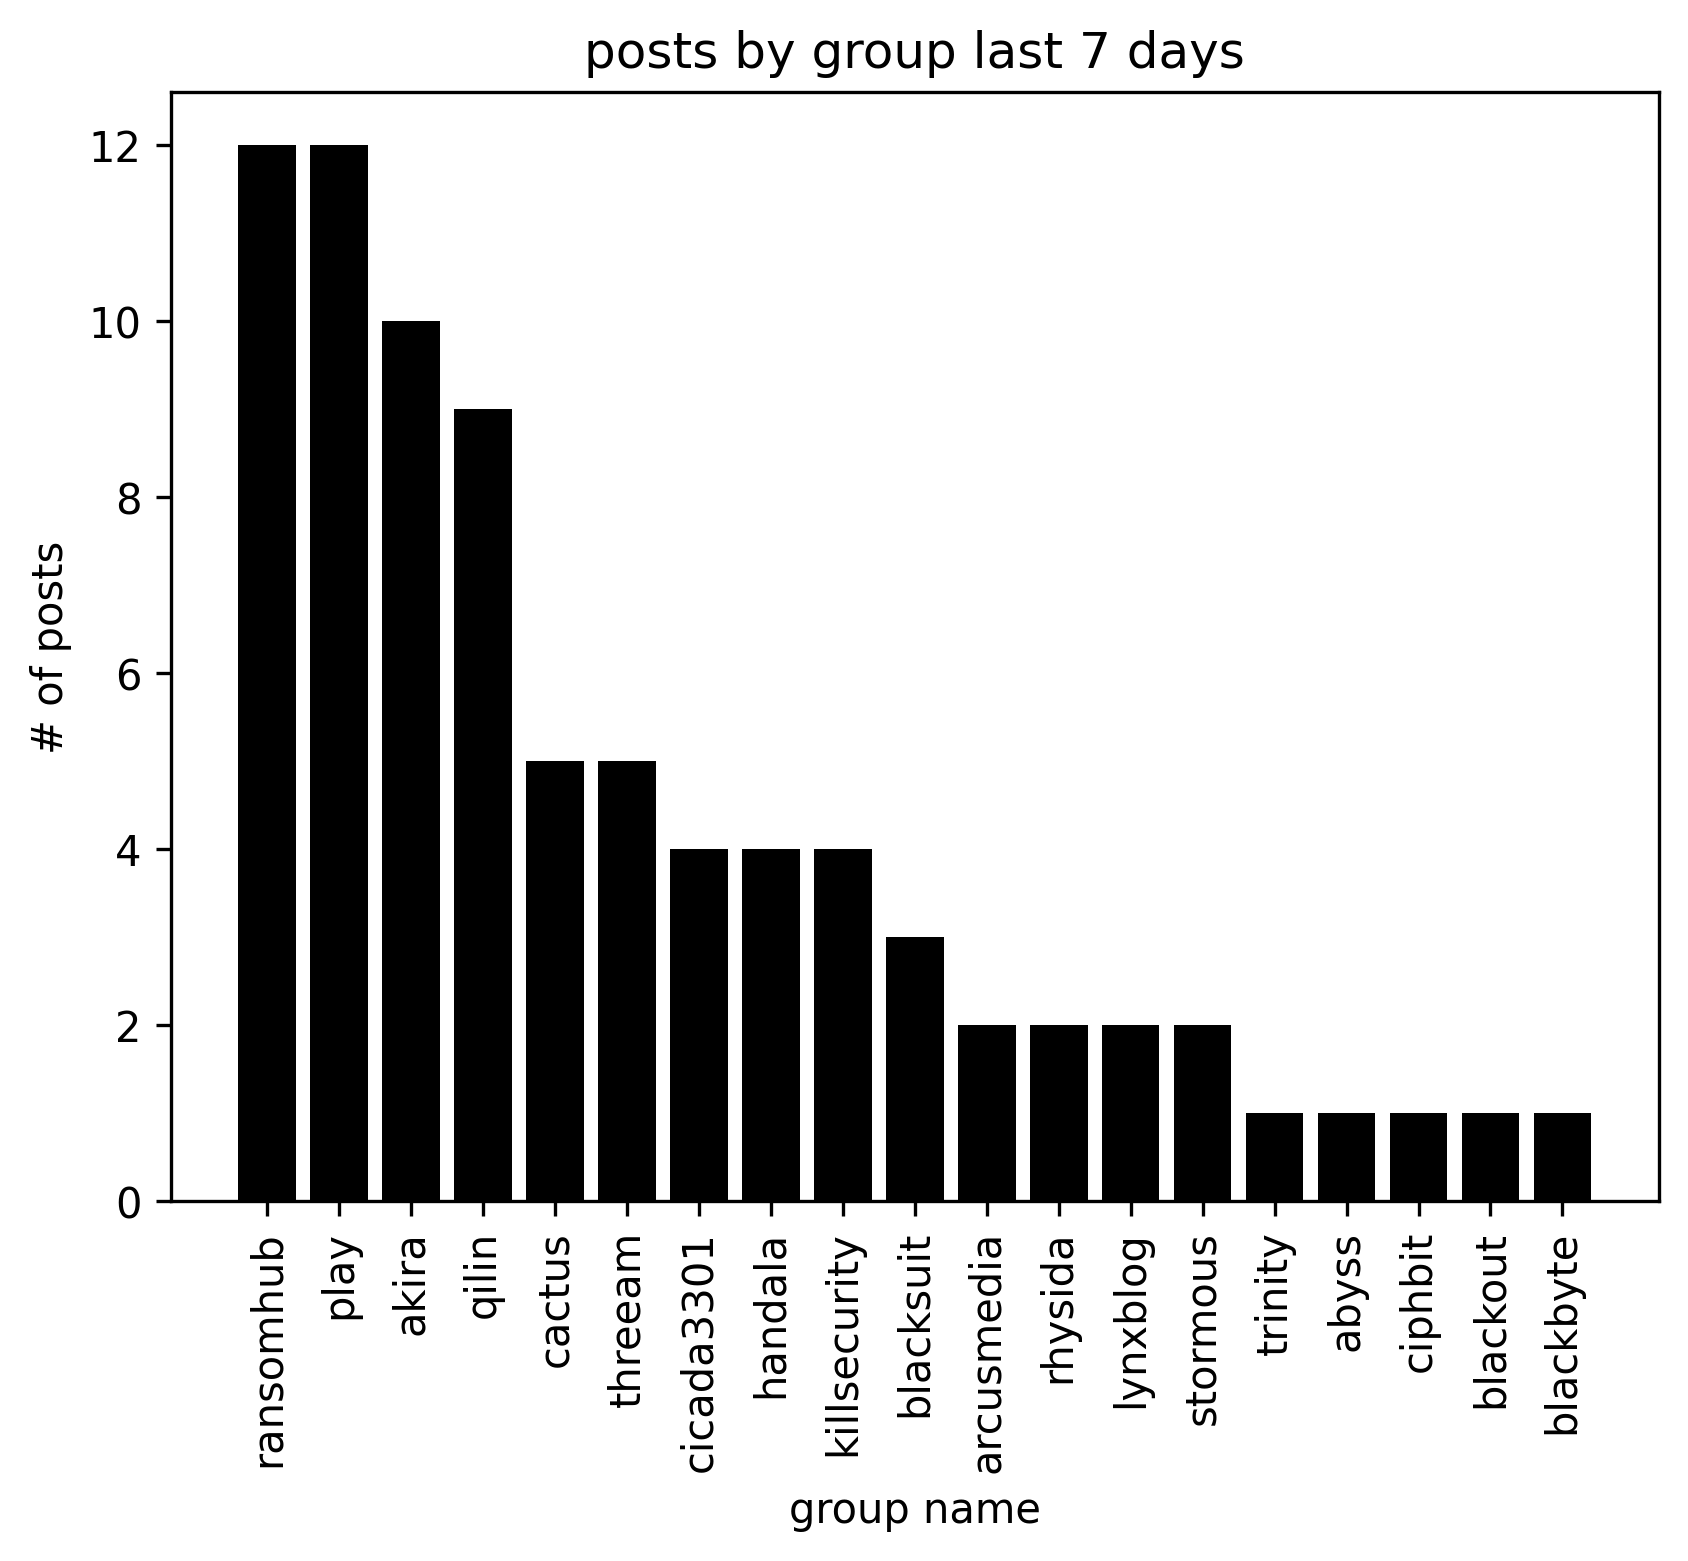 posts by group last 7 days
# of posts
12
10
8
6
4
2
0
ransomhub
play
akira
qilin
cactus
threeam
cicada3301
handala
killsecurity
blacksuit
arcusmedia
rhysida
lynxblog
stormous
trinity
abyss
ciphbit
blackout
blackbyte
group name